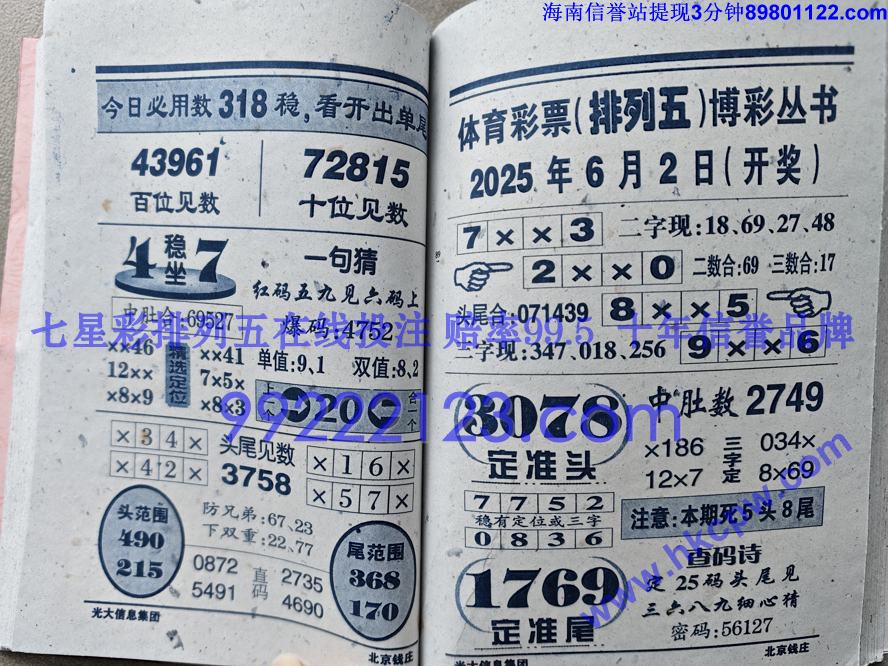 海南信誉站提现3分钟89801122.com
今日必用数318稳,看开出单尾
43961
百位见数
72815
十位见数
4稳坐7
一句猜
红码五九见六码上
中肚合:69527
爆码:4752
××46
12××
×8×9
精选定位
××41
7×5×
×8×3
单值:9、1 双值:8、2
上一个
20
合一个
×34×
×42×
头尾见数
3758
×16×
×57×
头范围
490
215
防兄弟:67、23
下双重:22、77
0872
5491
直码
2735
4690
尾范围
368
170
光大信息集团
北京钱庄
体育彩票(排列五)博彩丛书
2025年6月2日(开奖)
7××3 二字现:18、69、27、48
2××0 二数合:69 三数合:17
头尾合:071439 8××5
三字现:347、018、256 9××6
3078
定准头
中肚数2749
×186
12×7
三字定
034×
8×69
7752
稳有定位或三字
0836
注意:本期死5头8尾
1769
定准尾
查码诗
定25码头尾见
三六八九细心猜
密码:56127
光大信息集团
北京钱庄
七星彩排列五在线投注 赔率99.5 十年信誉品牌
99222123.com
www.hkcpw.com